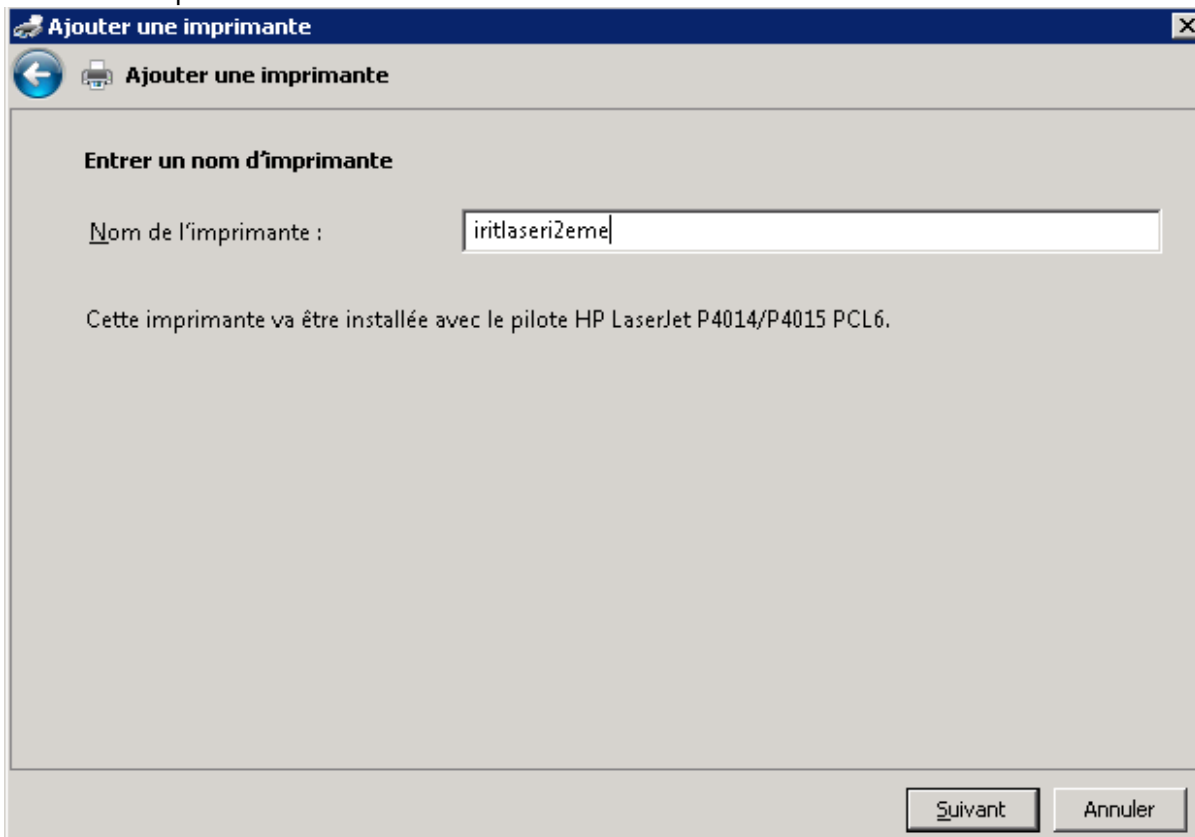 Ajouter une imprimante
Ajouter une imprimante
Entrer un nom d'imprimante
Nom de l'imprimante : iritlaseri2eme
Cette imprimante va être installée avec le pilote HP LaserJet P4014/P4015 PCL6.
Suivant Annuler